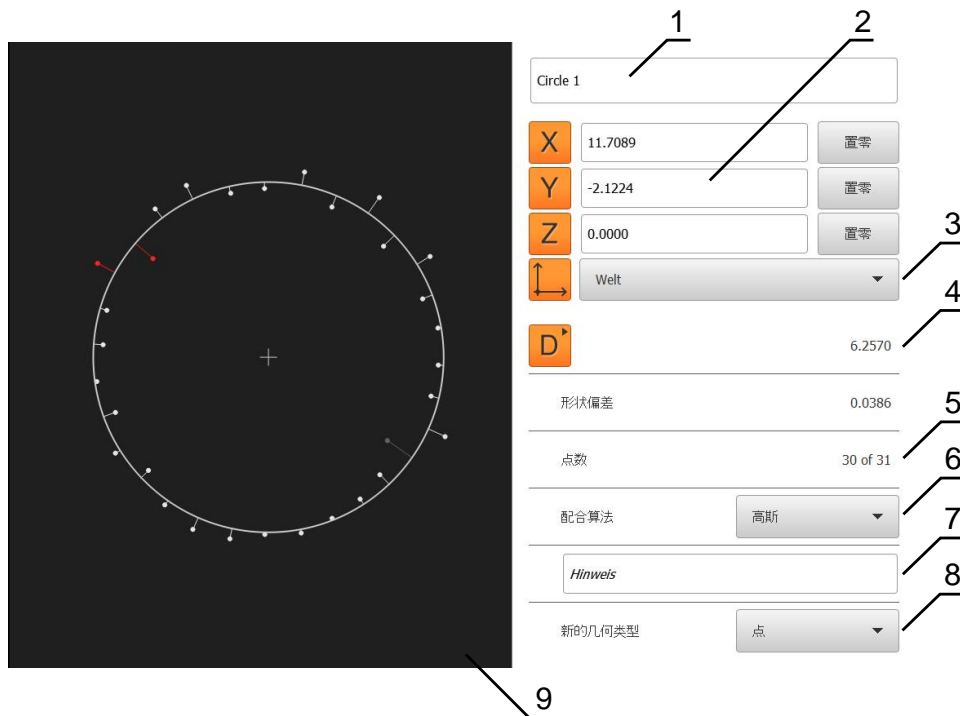 1
2
Circle 1
X 11.7089 置零
Y -2.1224 置零
Z 0.0000 置零
3
Welt
4
D 6.2570
形状偏差 0.0386
5
点数 30 of 31
6
配合算法 高斯
7
Hinweis
8
新的几何类型 点
9